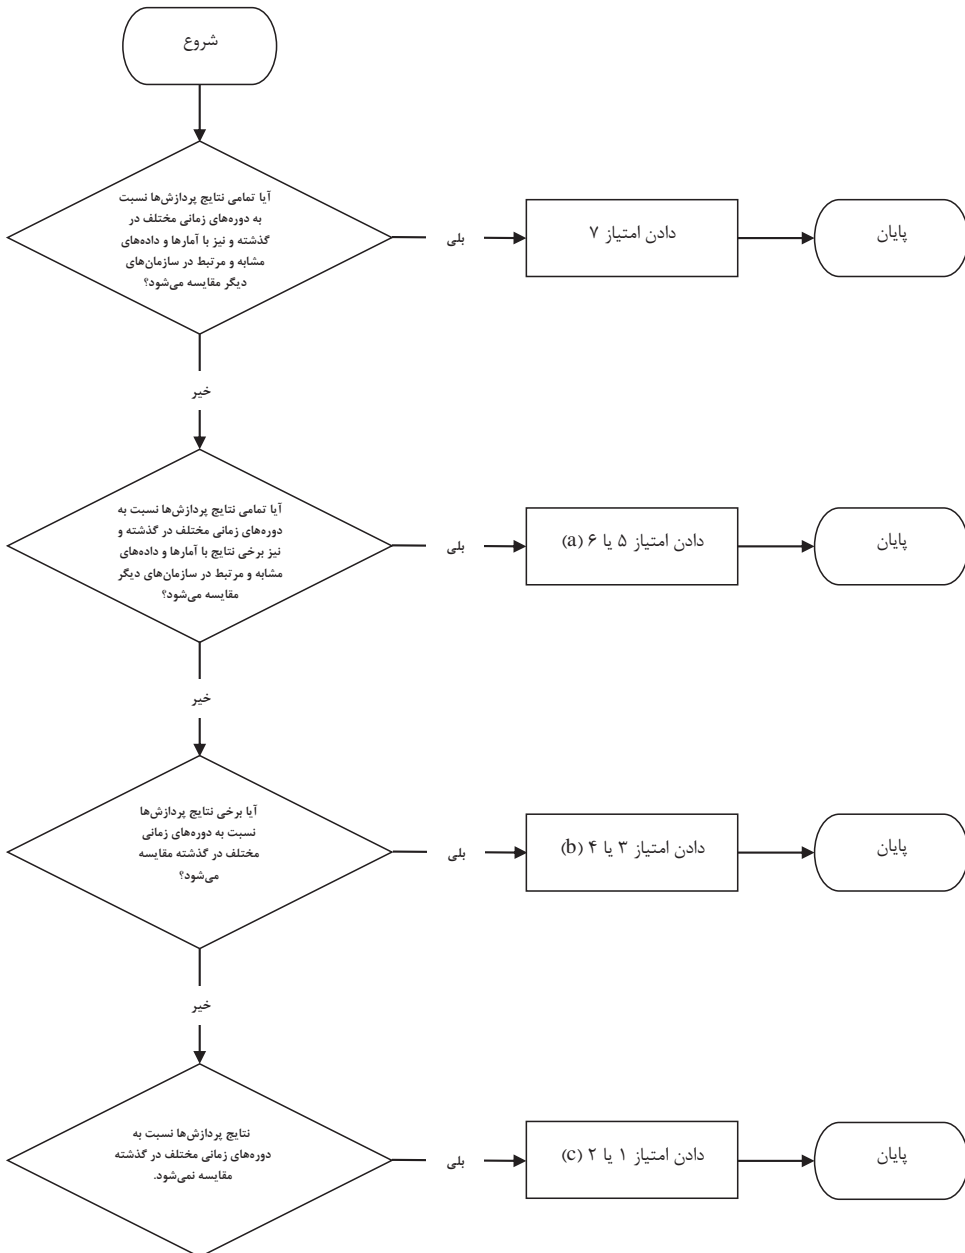 شروع
آیا تمامی نتایج پردازش‌ها نسبت
به دوره‌های زمانی مختلف در
گذشته و نیز با آمارها و داده‌های
مشابه و مرتبط در سازمان‌های
دیگر مقایسه می‌شود؟
بلی
دادن امتیاز ۷
پایان
خیر
آیا تمامی نتایج پردازش‌ها نسبت به
دوره‌های زمانی مختلف در گذشته و
نیز برخی نتایج با آمارها و داده‌های
مشابه و مرتبط در سازمان‌های دیگر
مقایسه می‌شود؟
بلی
دادن امتیاز ۵ یا ۶ (a)
پایان
خیر
آیا برخی نتایج پردازش‌ها
نسبت به دوره‌های زمانی
مختلف در گذشته مقایسه
می‌شود؟
بلی
دادن امتیاز ۳ یا ۴ (b)
پایان
خیر
نتایج پردازش‌ها نسبت به
دوره‌های زمانی مختلف در گذشته
مقایسه نمی‌شود.
بلی
دادن امتیاز ۱ یا ۲ (c)
پایان